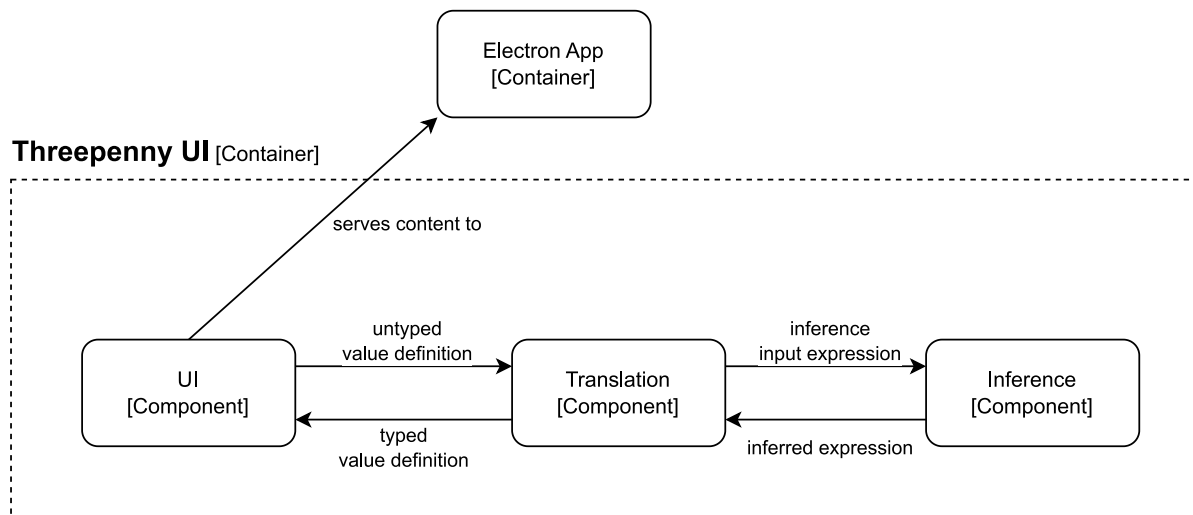 Electron App
[Container]
Threepenny UI [Container]
serves content to
untyped
value definition
inference
input expression
UI
[Component]
Translation
[Component]
Inference
[Component]
typed
value definition
inferred expression